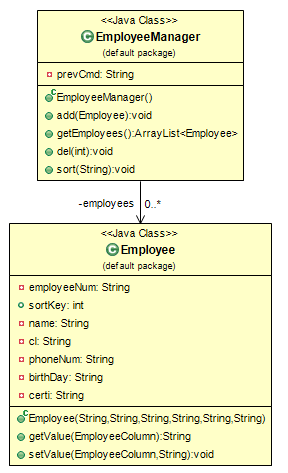 <<Java Class>>
EmployeeManager
(default package)
prevCmd: String
EmployeeManager()
add(Employee):void
getEmployees():ArrayList<Employee>
del(int):void
sort(String):void
-employees 0..*
<<Java Class>>
Employee
(default package)
employeeNum: String
sortKey: int
name: String
cl: String
phoneNum: String
birthDay: String
certi: String
Employee(String,String,String,String,String,String)
getValue(EmployeeColumn):String
setValue(EmployeeColumn,String):void